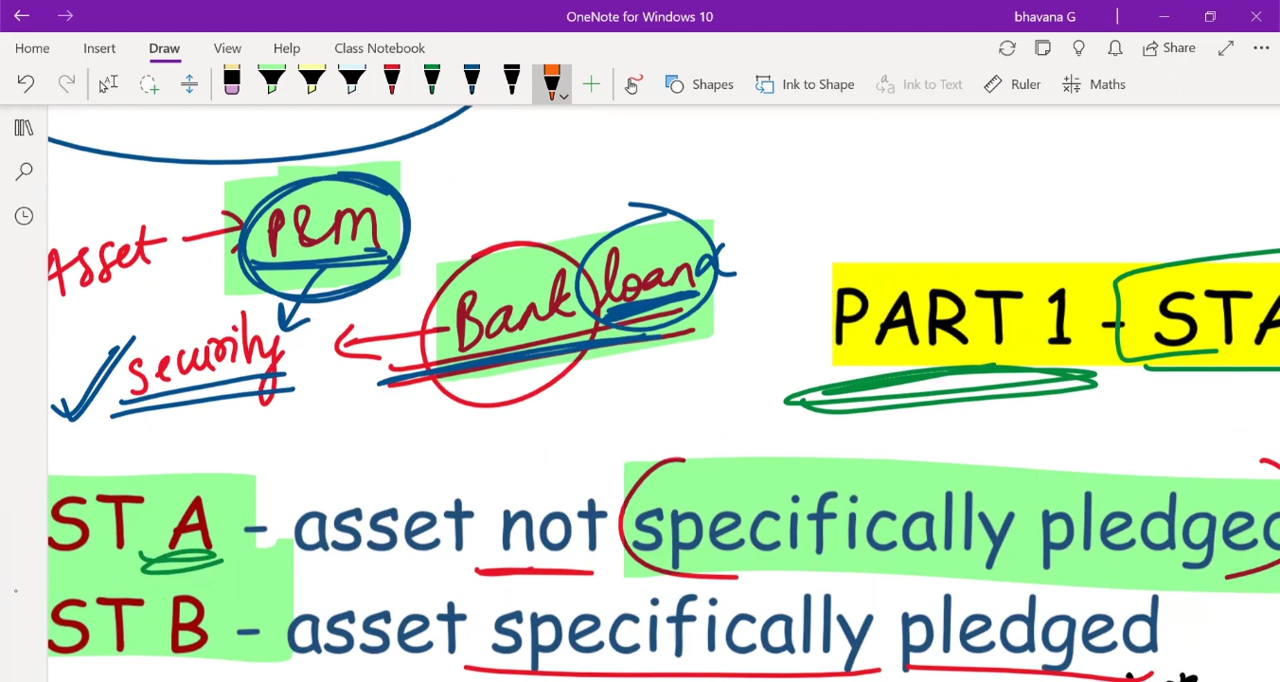 OneNote for Windows 10
bhavana G
Home Insert Draw View Help Class Notebook
Share
Shapes Ink to Shape Ink to Text Ruler Maths
Asset P&M
Bank loan
security
PART 1 - STA
ST A - asset not specifically pledged
ST B - asset specifically pledged